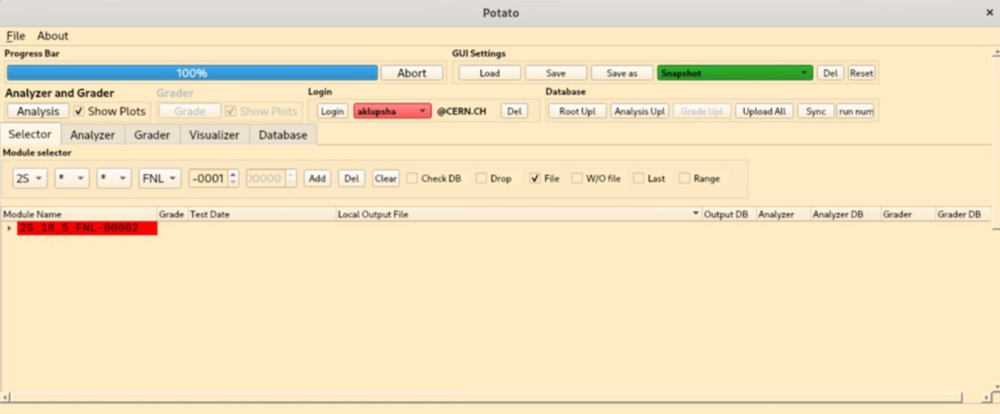 Potato
File About
Progress Bar GUI Settings
100% Abort Load Save Save as Snapshot Del Reset
Analyzer and Grader Grader Login Database
Analysis Show Plots Grade Show Plots Login aklupsha @CERN.CH Del Root Upl Analysis Upl Grade Upl Upload All Sync run num
Selector Analyzer Grader Visualizer Database
Module selector
2S * * FNL -0001 00000 Add Del Clear Check DB Drop File W/O file Last Range
Module Name Grade Test Date Local Output File Output DB Analyzer Analyzer DB Grader Grader DB
2S_18_5_FNL-00002